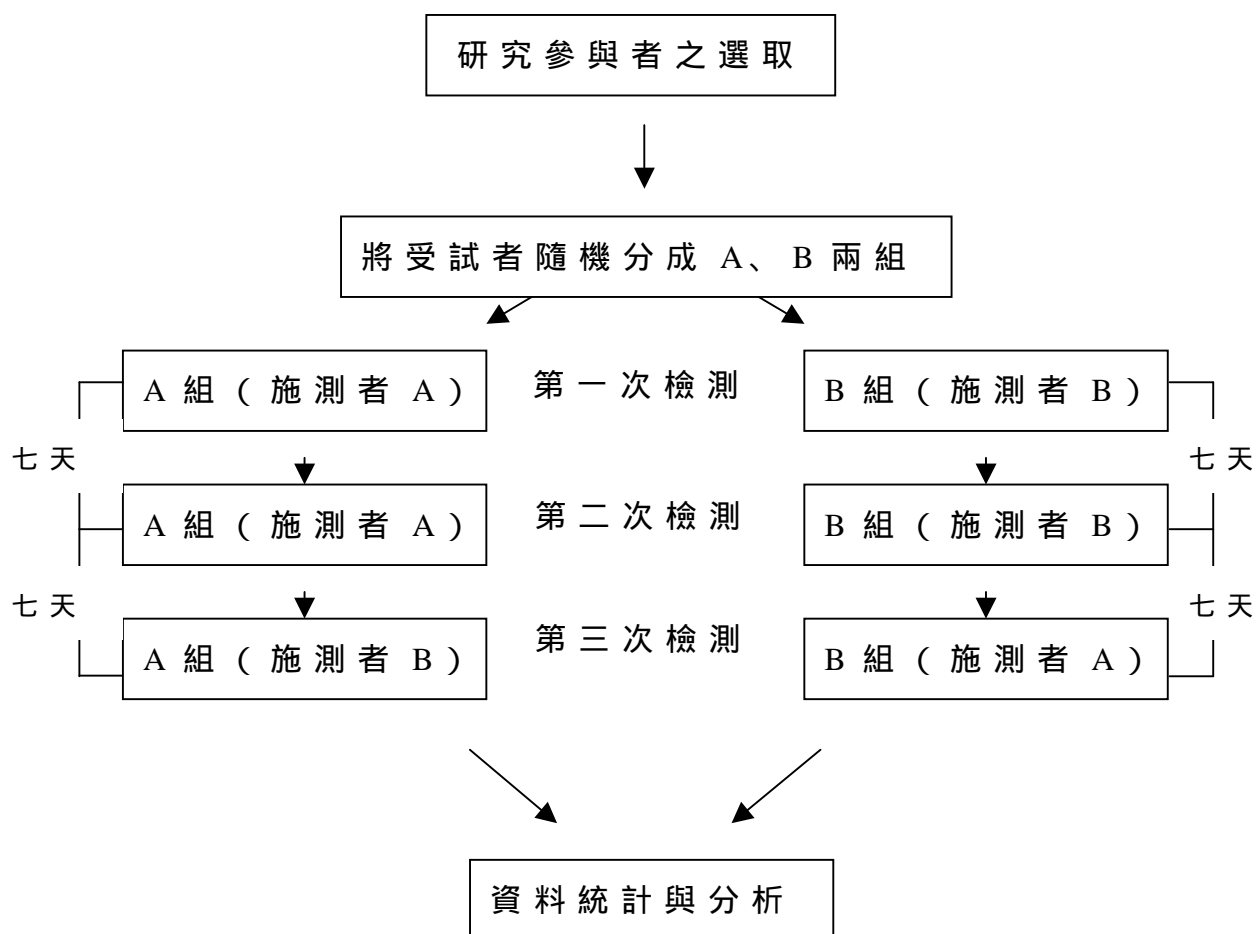 研究參與者之選取
將受試者隨機分成 A、B 兩組
A 組(施測者 A) 第一次檢測 B 組(施測者 B)
七天 七天
A 組(施測者 A) 第二次檢測 B 組(施測者 B)
七天 七天
A 組(施測者 B) 第三次檢測 B 組(施測者 A)
資料統計與分析